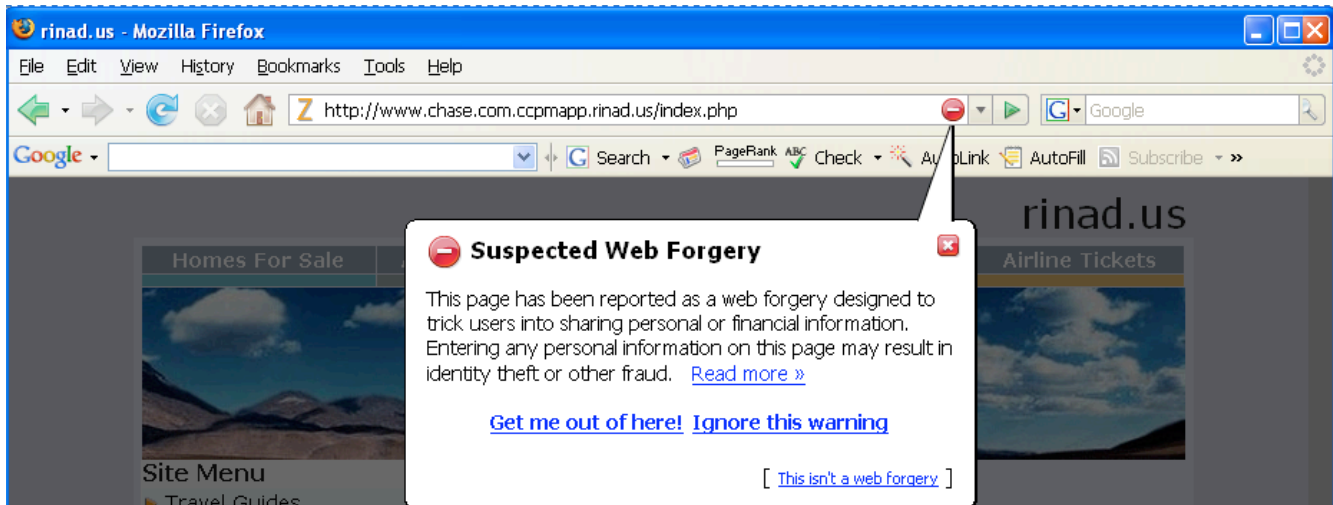 rinad.us - Mozilla Firefox
File Edit View History Bookmarks Tools Help
Z http://www.chase.com.ccpmapp.rinad.us/index.php G Google
Google G Search PageRank ABC Check AutoFill Subscribe »
rinad.us
Homes For Sale Airline Tickets
Suspected Web Forgery
This page has been reported as a web forgery designed to
trick users into sharing personal or financial information.
Entering any personal information on this page may result in
identity theft or other fraud. Read more »
Get me out of here! Ignore this warning
[ This isn't a web forgery ]
Site Menu
Travel Guides